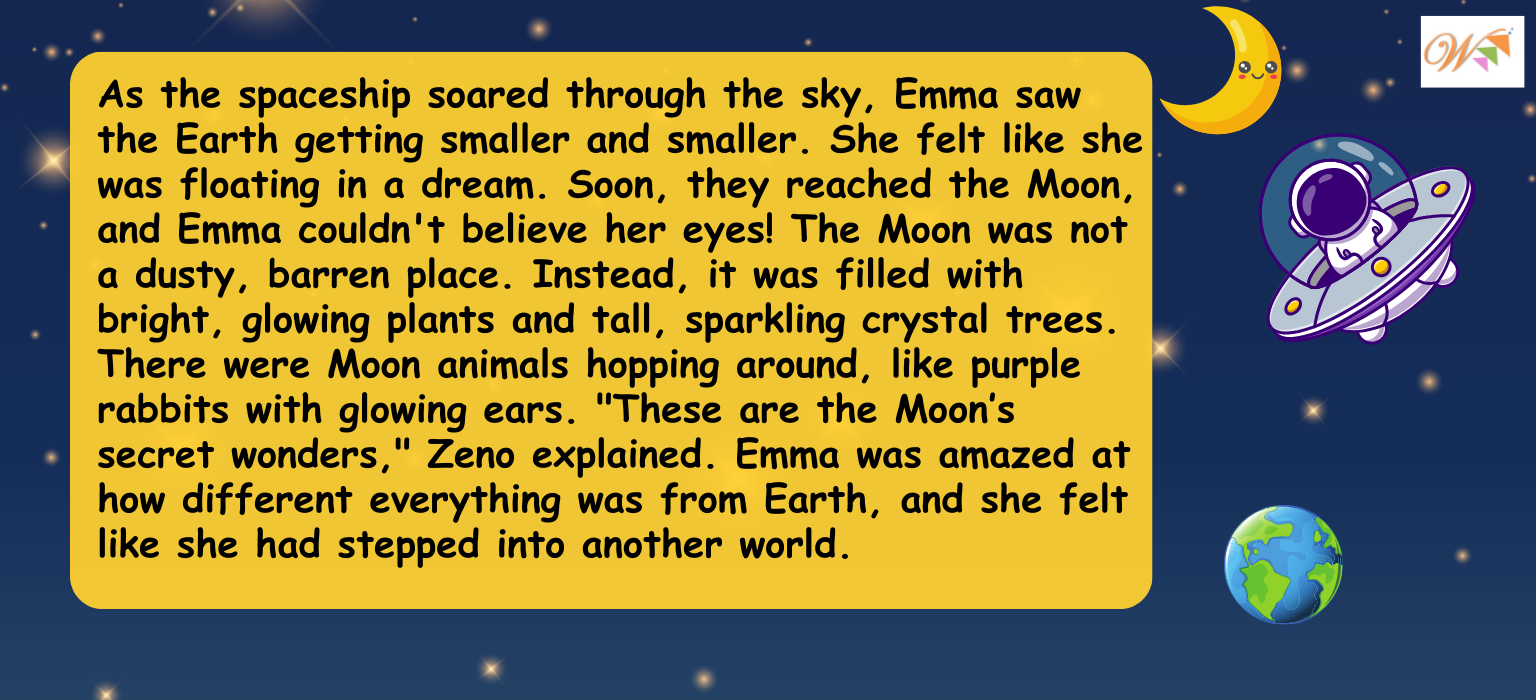 As the spaceship soared through the sky, Emma saw
the Earth getting smaller and smaller. She felt like she
was floating in a dream. Soon, they reached the Moon,
and Emma couldn't believe her eyes! The Moon was not
a dusty, barren place. Instead, it was filled with
bright, glowing plants and tall, sparkling crystal trees.
There were Moon animals hopping around, like purple
rabbits with glowing ears. "These are the Moon’s
secret wonders," Zeno explained. Emma was amazed at
how different everything was from Earth, and she felt
like she had stepped into another world.
W